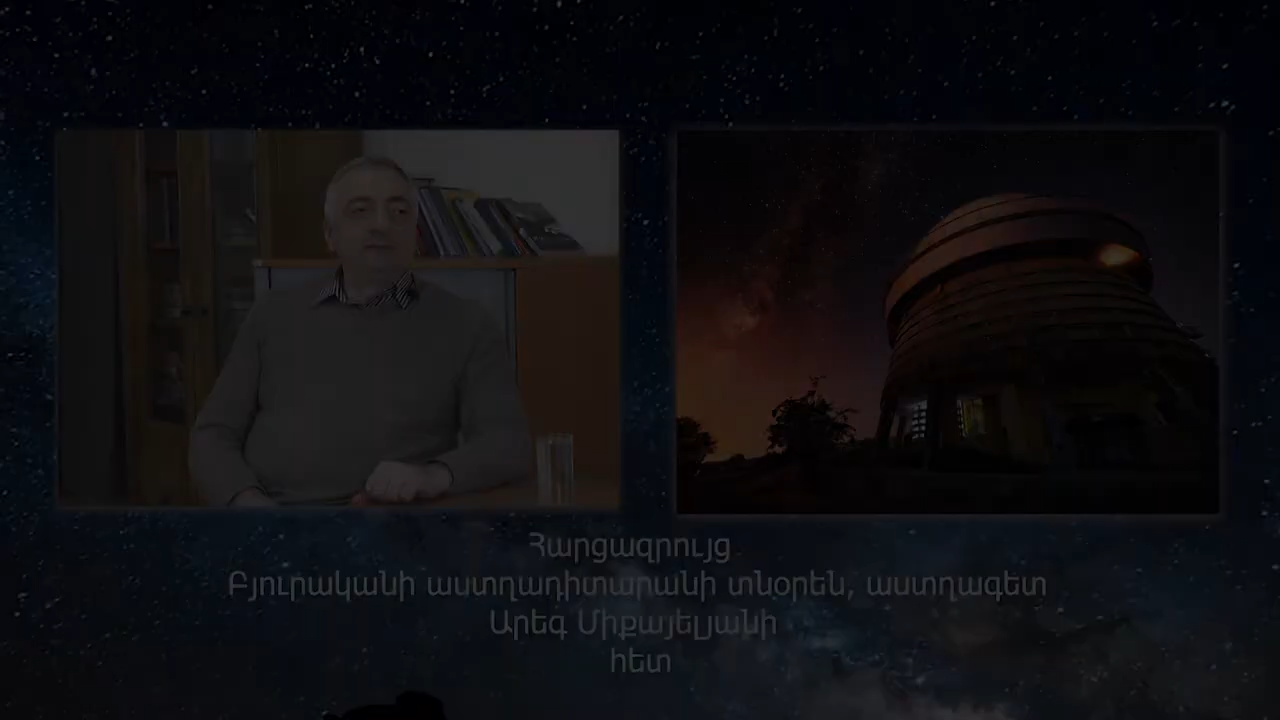 Հարցազրույց
Բյուրականի աստղադիտարանի տնօրեն, աստղագետ
Արեգ Միքայելյանի
հետ